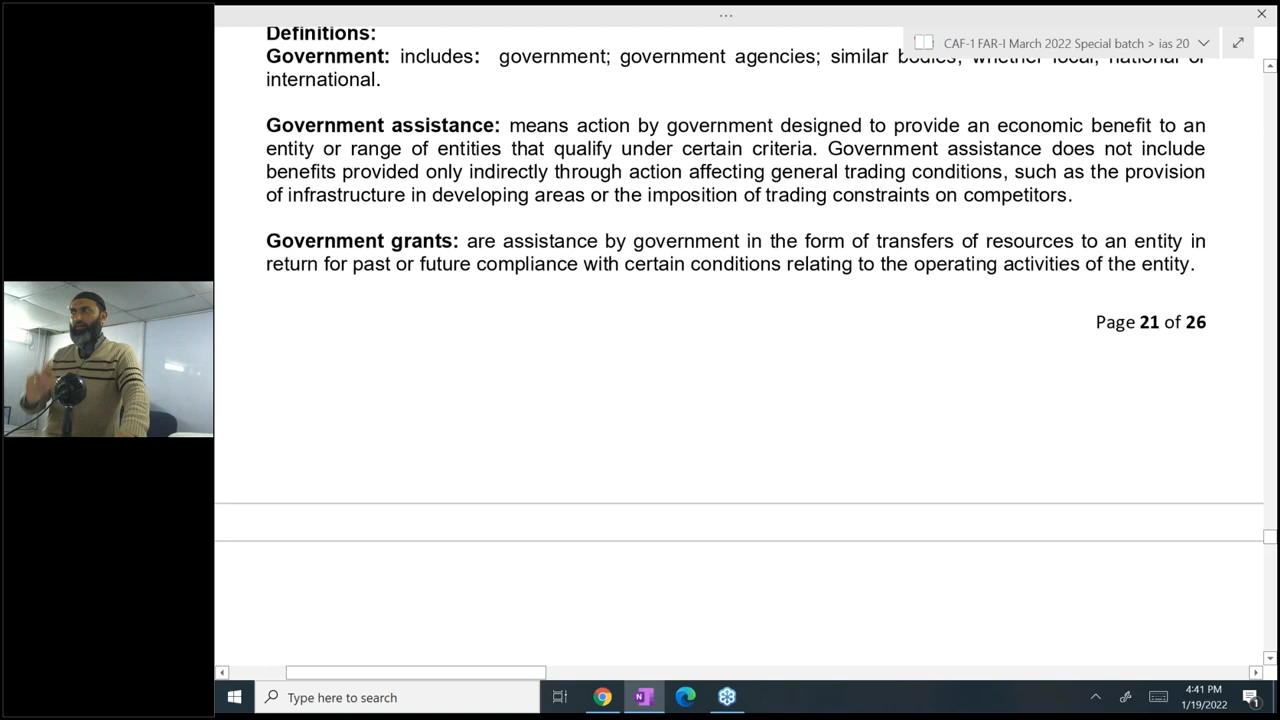 ...
CAF-1 FAR-I March 2022 Special batch > ias 20
Definitions:
Government: includes: government; government agencies; similar bodies; whether local, national or
international.
Government assistance: means action by government designed to provide an economic benefit to an
entity or range of entities that qualify under certain criteria. Government assistance does not include
benefits provided only indirectly through action affecting general trading conditions, such as the provision
of infrastructure in developing areas or the imposition of trading constraints on competitors.
Government grants: are assistance by government in the form of transfers of resources to an entity in
return for past or future compliance with certain conditions relating to the operating activities of the entity.
Page 21 of 26
Type here to search
4:41 PM
1/19/2022
1